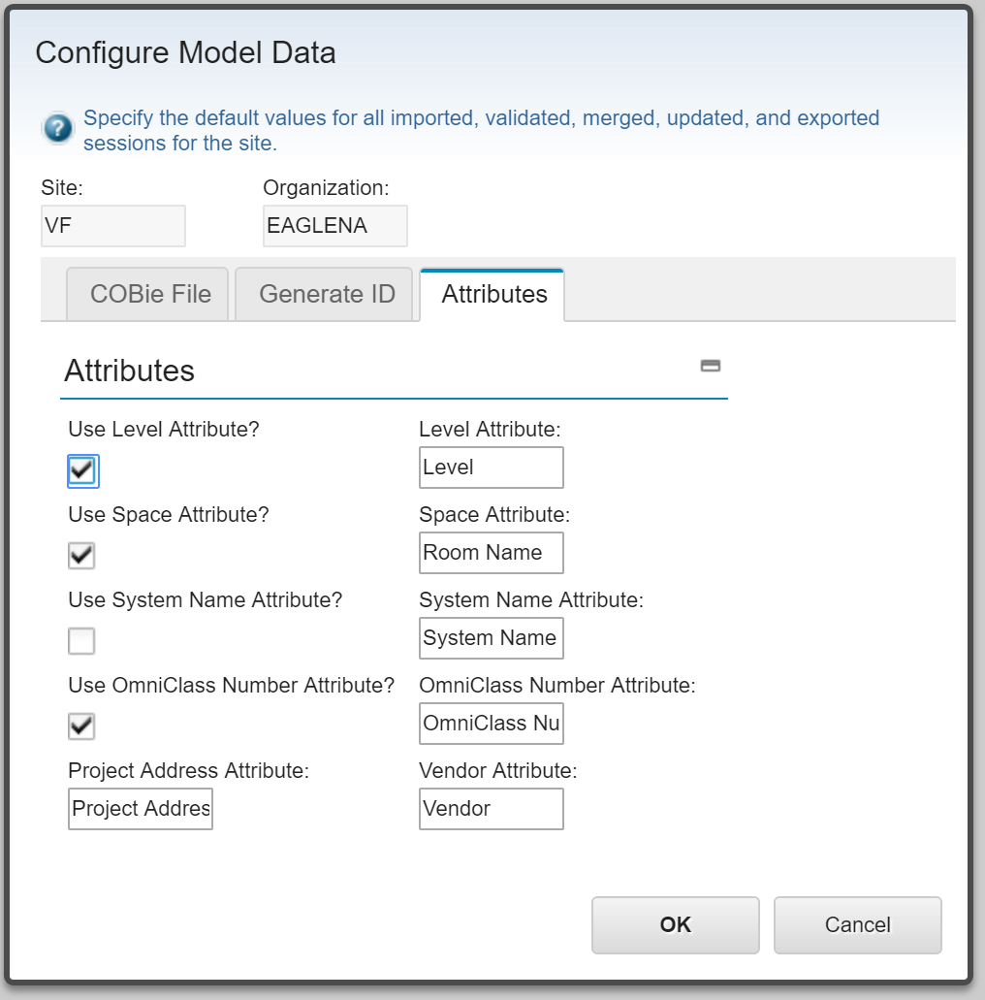 Configure Model Data
Specify the default values for all imported, validated, merged, updated, and exported
sessions for the site.
Site: Organization:
VF EAGLENA
COBie File Generate ID Attributes
Attributes
Use Level Attribute? Level Attribute:
Level
Use Space Attribute? Space Attribute:
Room Name
Use System Name Attribute? System Name Attribute:
System Name
Use OmniClass Number Attribute? OmniClass Number Attribute:
OmniClass Nu
Project Address Attribute: Vendor Attribute:
Project Addres Vendor
OK Cancel